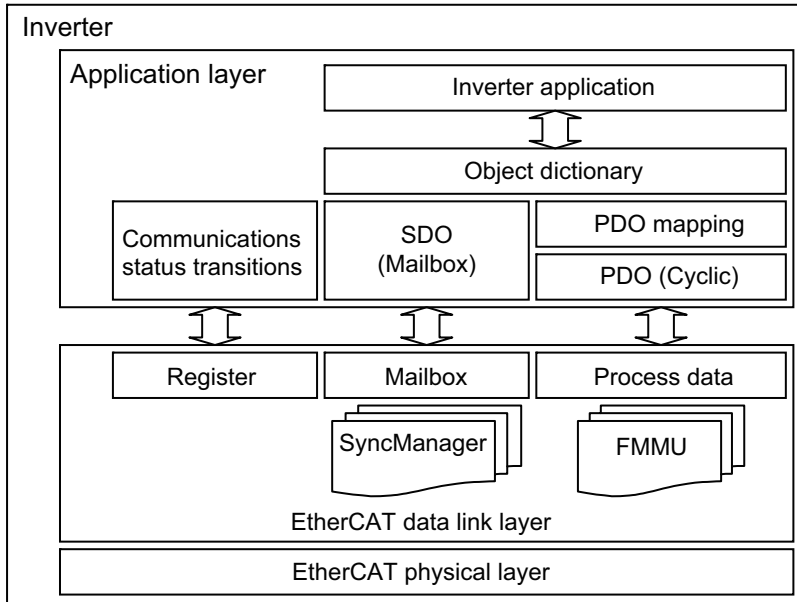 Inverter
Application layer
Inverter application
Object dictionary
Communications
status transitions
SDO
(Mailbox)
PDO mapping
PDO (Cyclic)
Register
Mailbox
Process data
SyncManager
FMMU
EtherCAT data link layer
EtherCAT physical layer